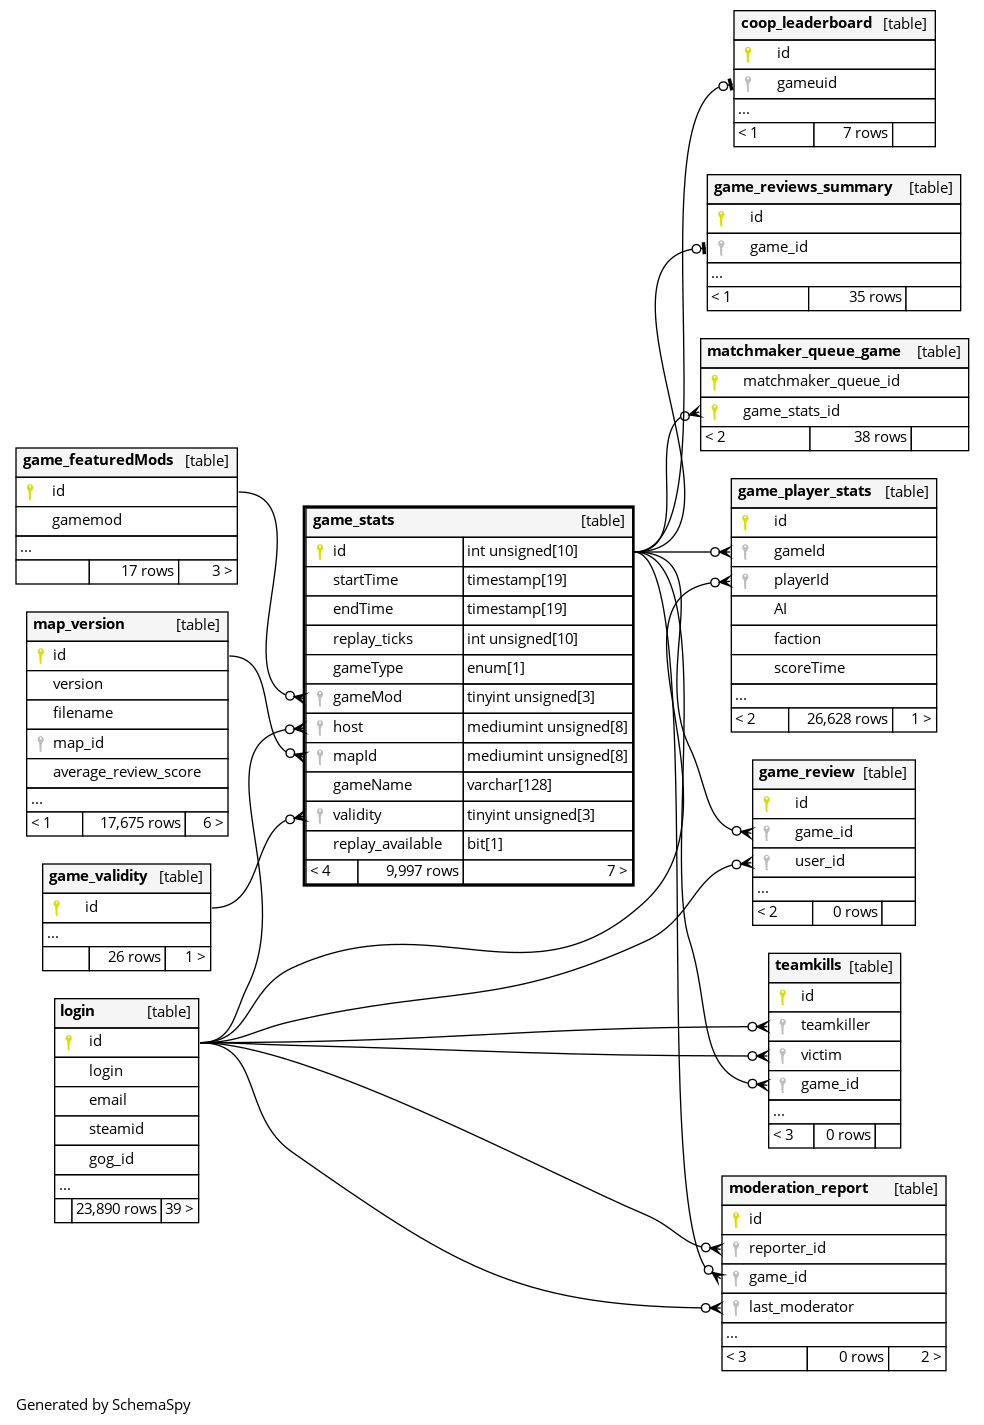 coop_leaderboard [table]
id
gameuid
...
< 1 7 rows
game_reviews_summary [table]
id
game_id
...
< 1 35 rows
matchmaker_queue_game [table]
matchmaker_queue_id
game_stats_id
< 2 38 rows
game_featuredMods [table]
id
gamemod
...
17 rows 3 >
map_version [table]
id
version
filename
map_id
average_review_score
...
< 1 17,675 rows 6 >
game_validity [table]
id
...
26 rows 1 >
login [table]
id
login
email
steamid
gog_id
...
23,890 rows 39 >
game_stats [table]
id int unsigned[10]
startTime timestamp[19]
endTime timestamp[19]
replay_ticks int unsigned[10]
gameType enum[1]
gameMod tinyint unsigned[3]
host mediumint unsigned[8]
mapId mediumint unsigned[8]
gameName varchar[128]
validity tinyint unsigned[3]
replay_available bit[1]
< 4 9,997 rows 7 >
game_player_stats [table]
id
gameId
playerId
AI
faction
scoreTime
...
< 2 26,628 rows 1 >
game_review [table]
id
game_id
user_id
...
< 2 0 rows
teamkills [table]
id
teamkiller
victim
game_id
...
< 3 0 rows
moderation_report [table]
id
reporter_id
game_id
last_moderator
...
< 3 0 rows 2 >
Generated by SchemaSpy